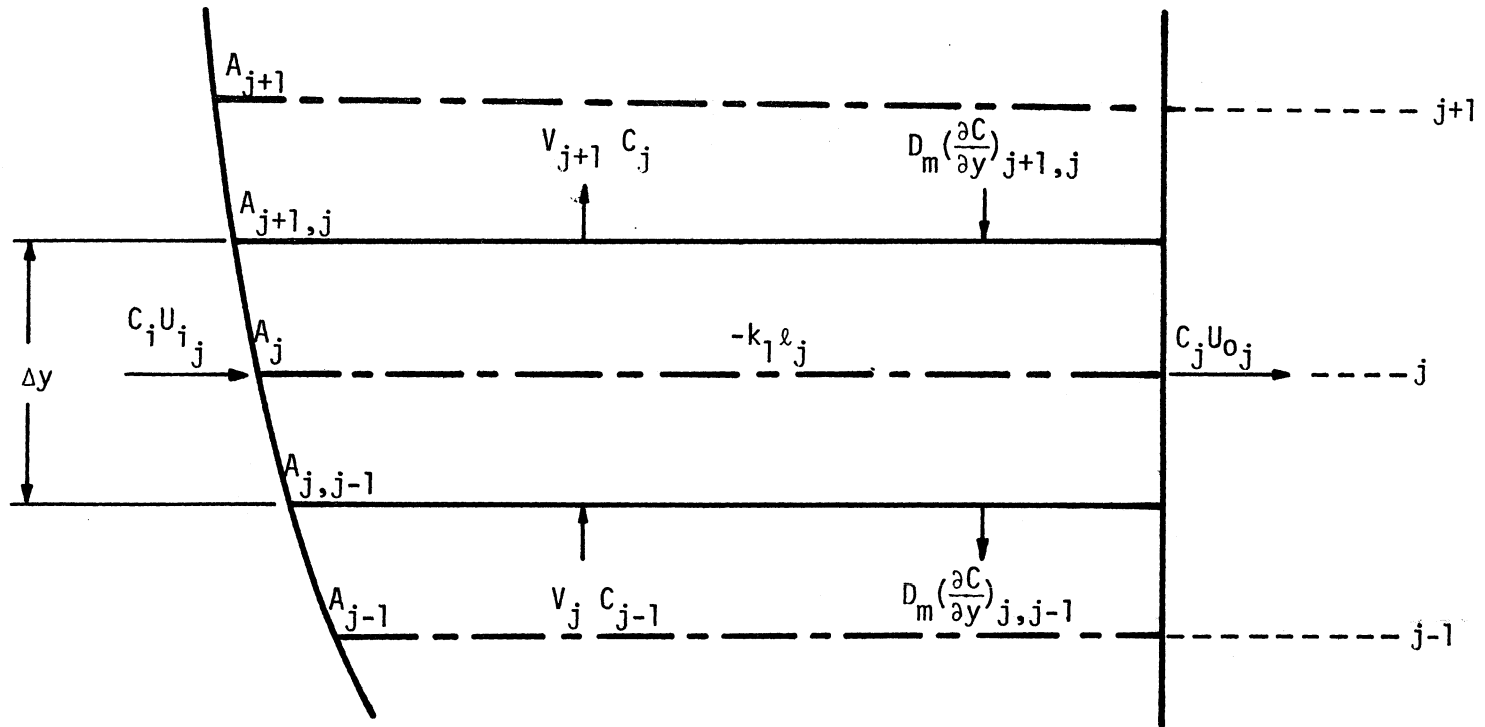 A_{j+1}
j+1
V_{j+1} C_j
D_m(∂C/∂y)_{j+1,j}
A_{j+1,j}
C_i U_{i_j}
A_j
-k_1 ℓ_j
C_j U_{o_j}
Δy
j
A_{j,j-1}
A_{j-1}
V_j C_{j-1}
D_m(∂C/∂y)_{j,j-1}
j-1